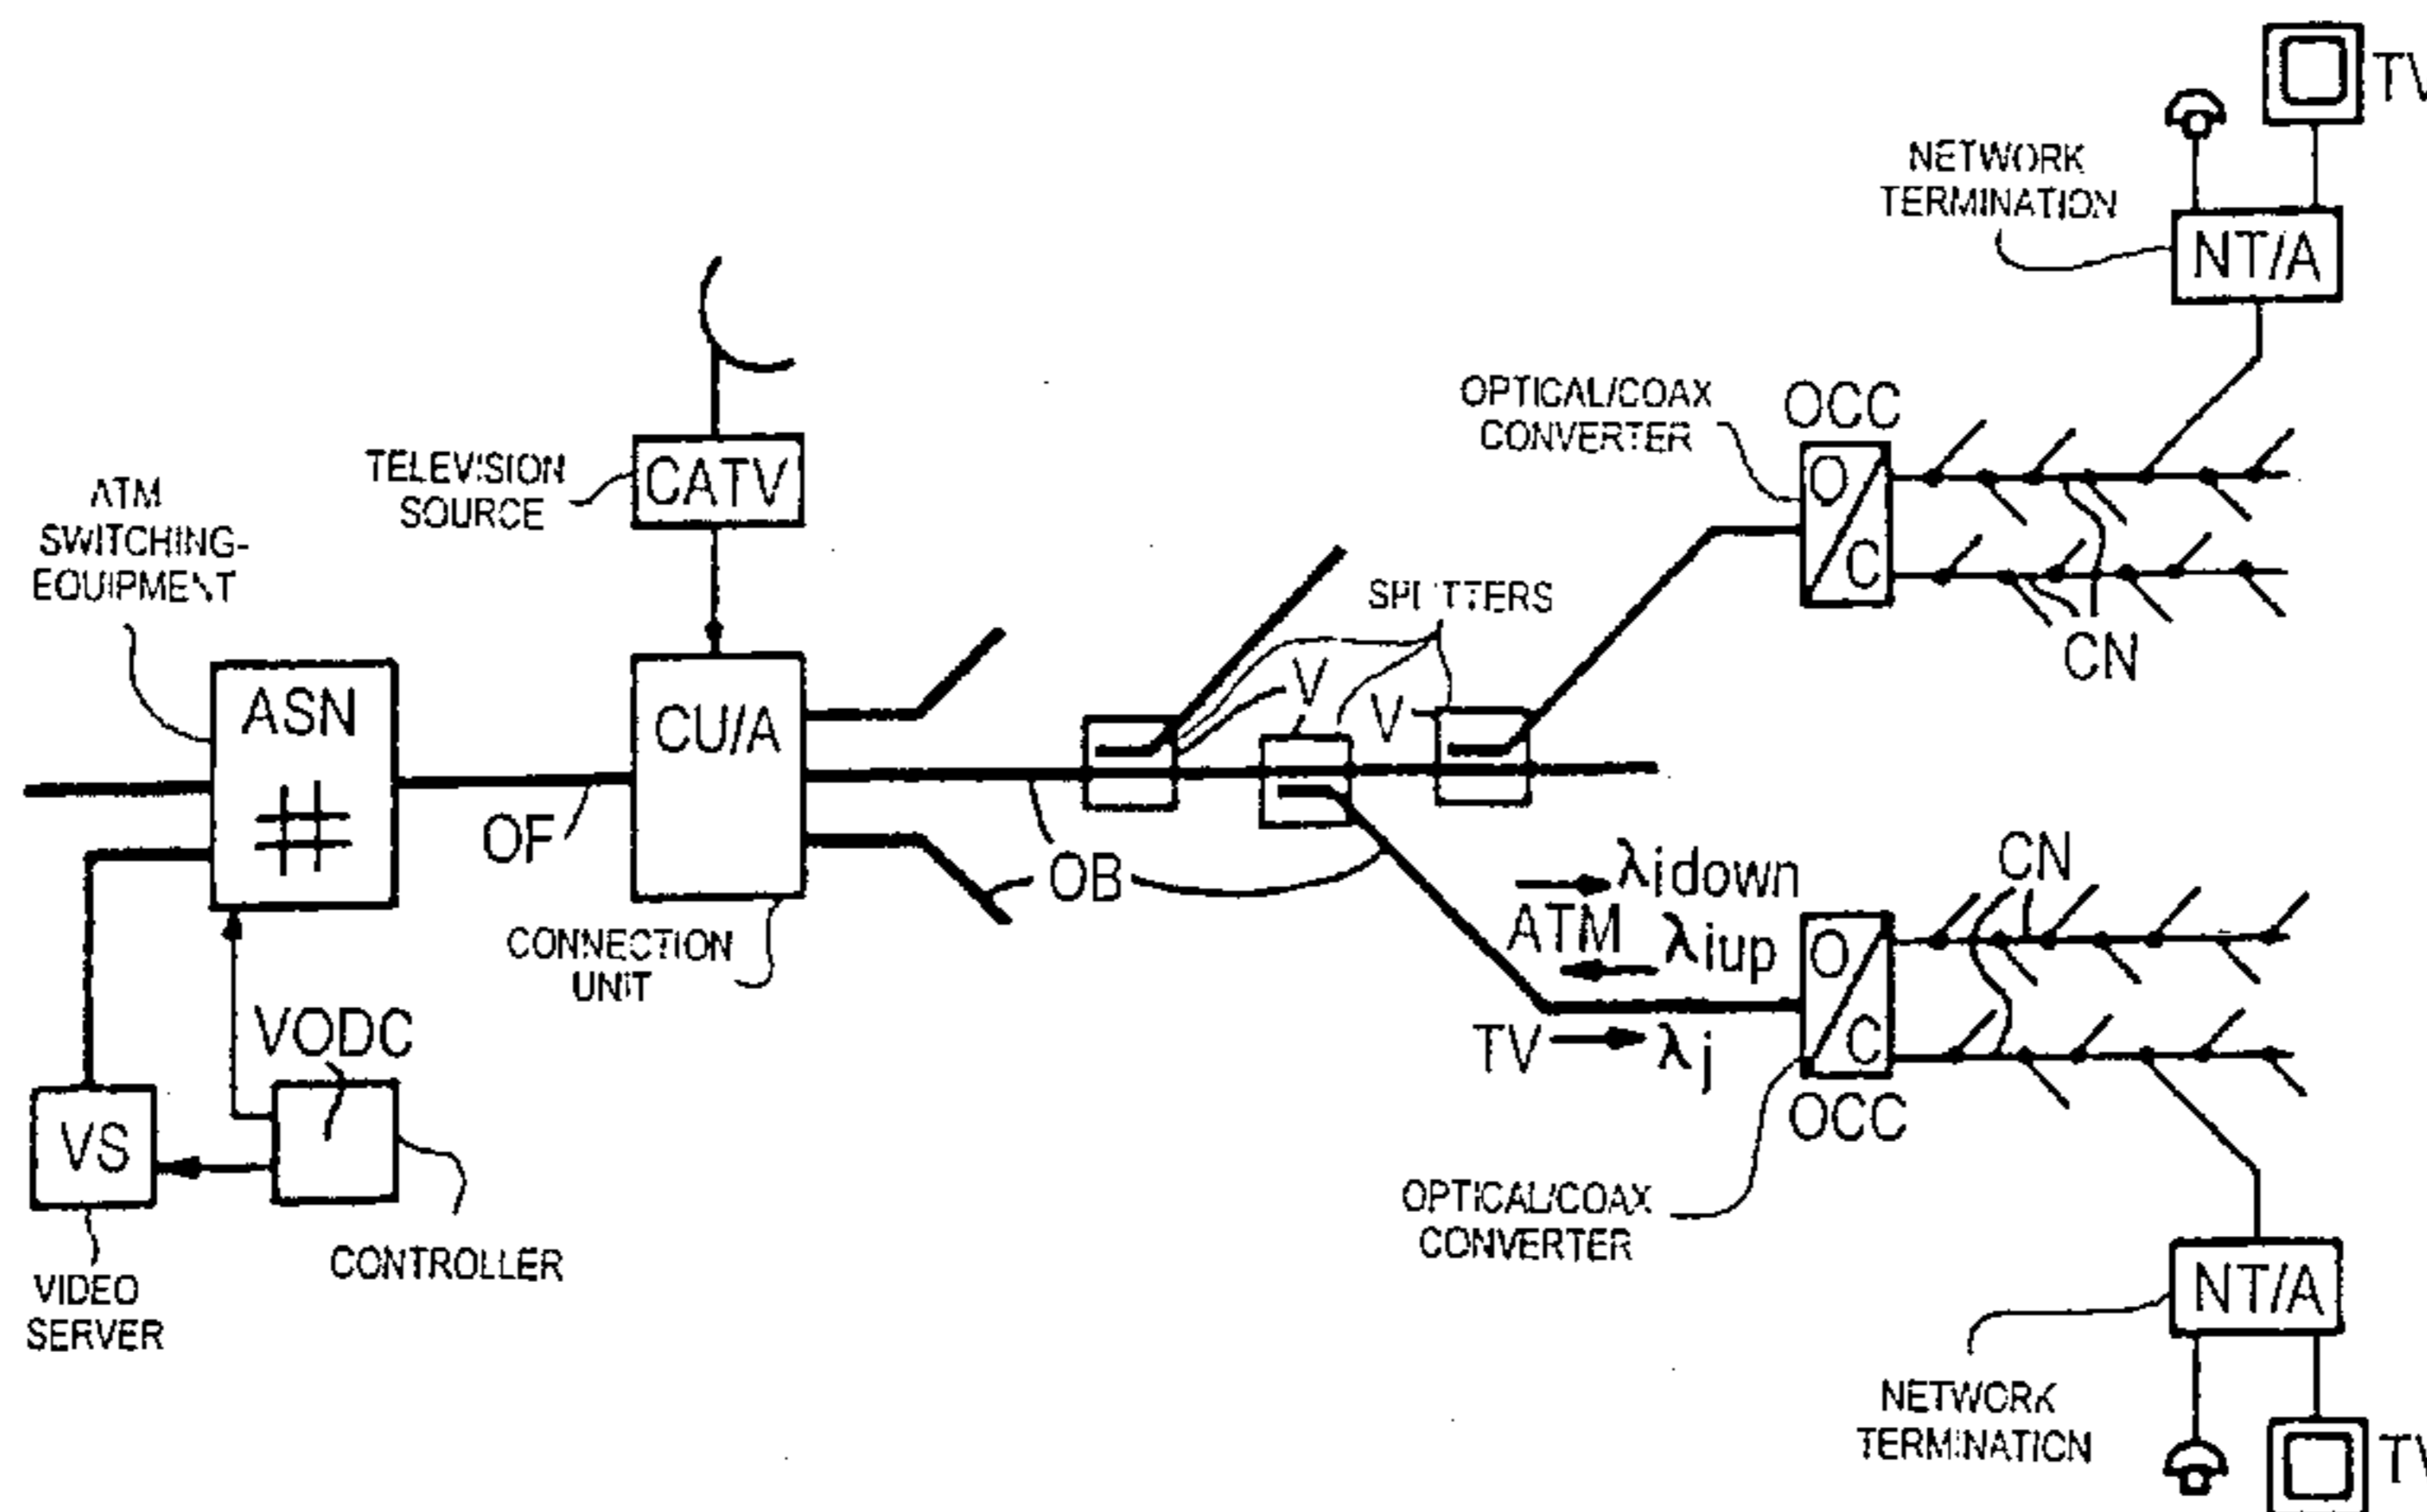 TV
NETWORK
TERMINATION
NT/A
OPTICAL/COAX
CONVERTER
OCC
O
C
CN
TELEVISION
SOURCE
CATV
ATM
SWITCHING-
EQUIPMENT
SPLITTERS
V
V
ASN
OF
CU/A
OB
CONNECTION
UNIT
λidown
ATM
λiup
TV
λj
CN
O
C
OCC
VODC
VS
CONTROLLER
VIDEO
SERVER
OPTICAL/COAX
CONVERTER
NT/A
NETWORK
TERMINATION
TV